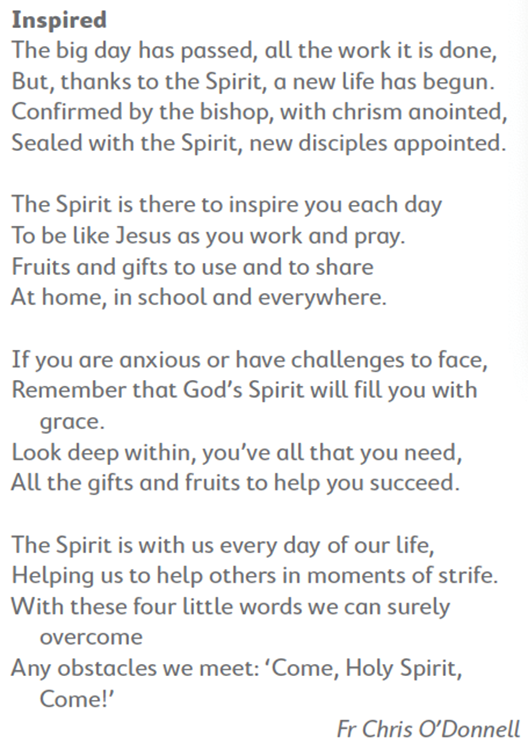 Inspired
The big day has passed, all the work it is done,
But, thanks to the Spirit, a new life has begun.
Confirmed by the bishop, with chrism anointed,
Sealed with the Spirit, new disciples appointed.

The Spirit is there to inspire you each day
To be like Jesus as you work and pray.
Fruits and gifts to use and to share
At home, in school and everywhere.

If you are anxious or have challenges to face,
Remember that God’s Spirit will fill you with
grace.
Look deep within, you’ve all that you need,
All the gifts and fruits to help you succeed.

The Spirit is with us every day of our life,
Helping us to help others in moments of strife.
With these four little words we can surely
overcome
Any obstacles we meet: ‘Come, Holy Spirit,
Come!’
Fr Chris O’Donnell